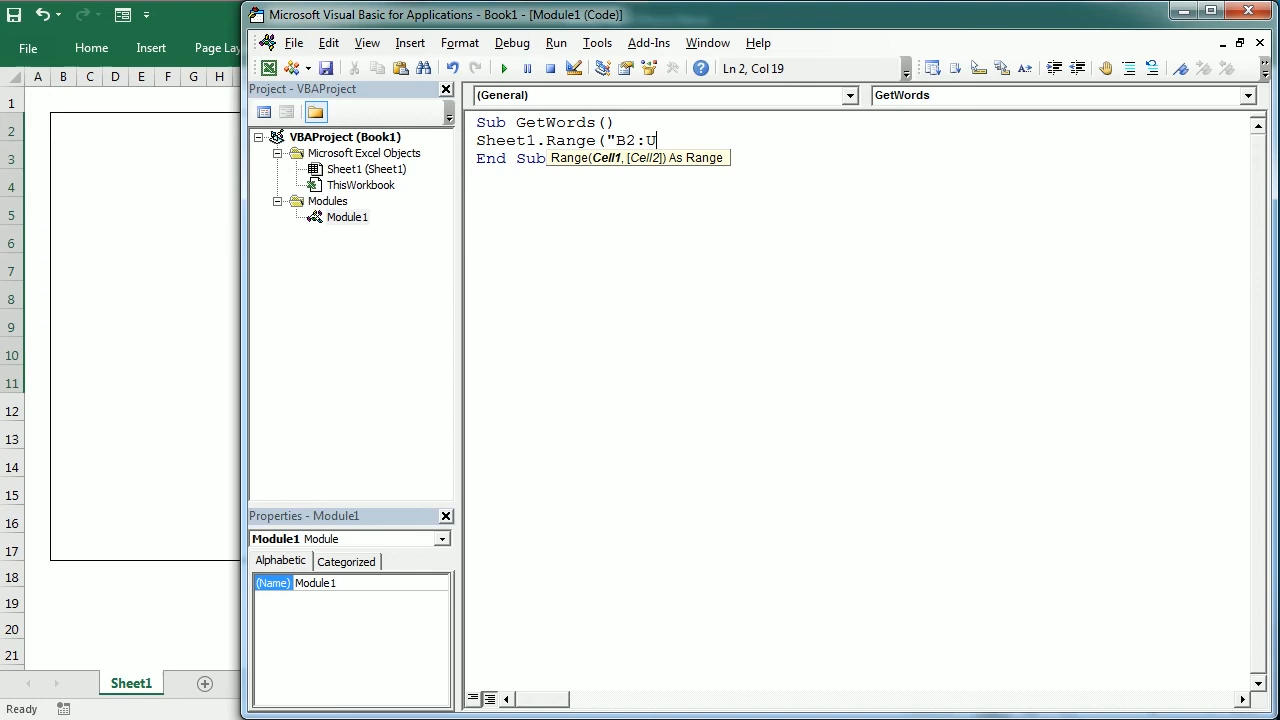 Microsoft Visual Basic for Applications - Book1 - [Module1 (Code)]
File Home Insert Page Lay
File Edit View Insert Format Debug Run Tools Add-Ins Window Help
Ln 2, Col 19
A B C D E F G H
1
2
3
4
5
6
7
8
9
10
11
12
13
14
15
16
17
18
19
20
21
Sheet1
Ready
Project - VBAProject
VBAProject (Book1)
Microsoft Excel Objects
Sheet1 (Sheet1)
ThisWorkbook
Modules
Module1
Properties - Module1
Module1 Module
Alphabetic Categorized
(Name) Module1
(General) GetWords
Sub GetWords()
Sheet1.Range("B2:U
End Sub
Range(Cell1, [Cell2]) As Range